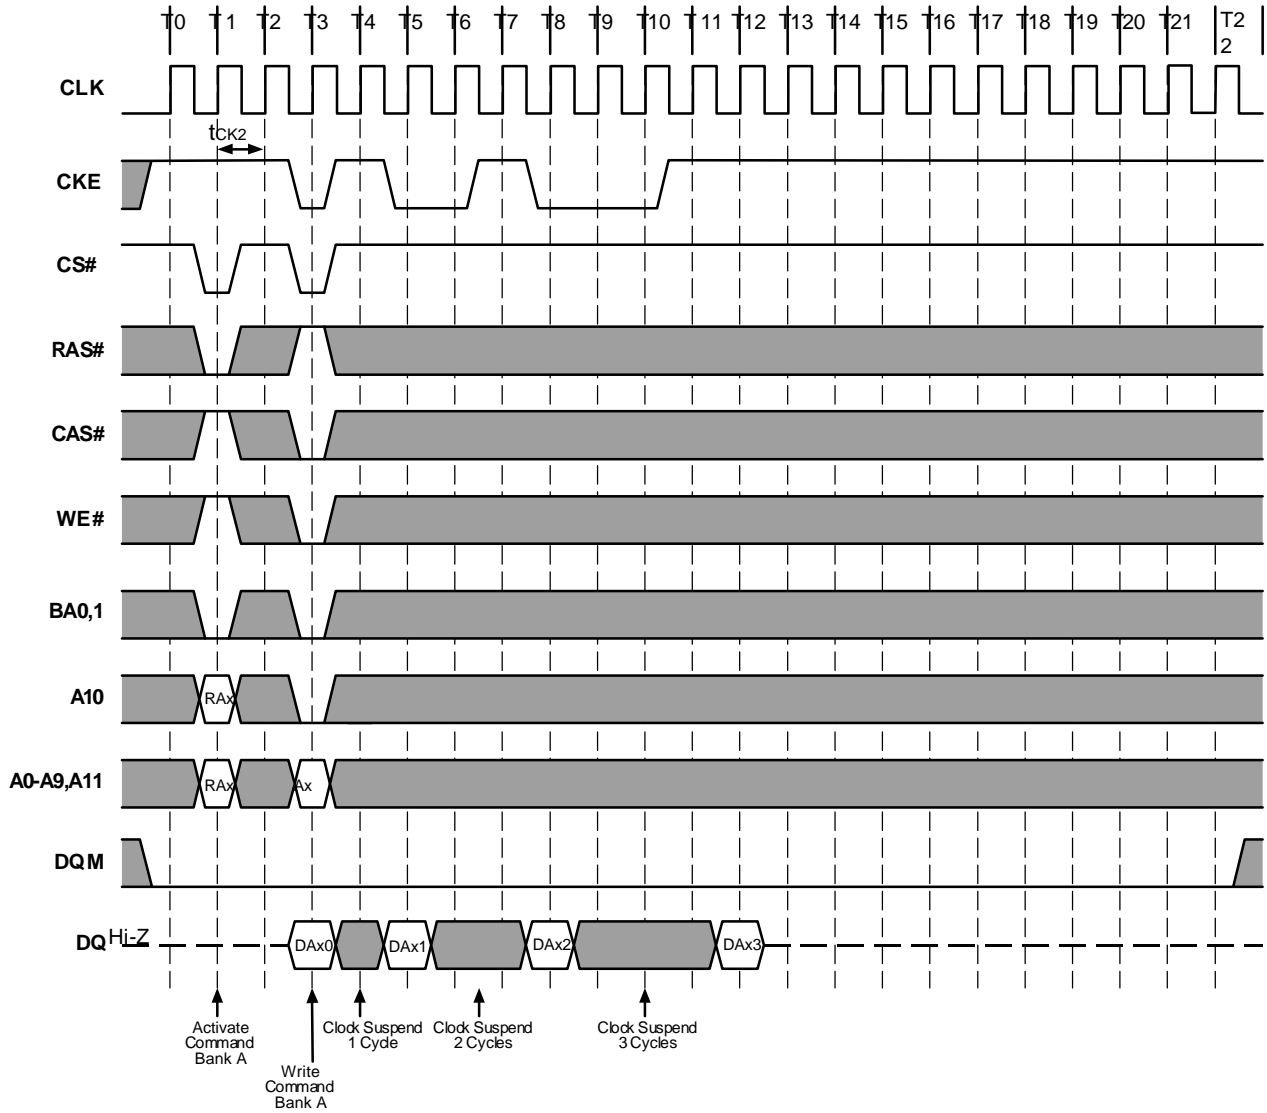 T0 T1 T2 T3 T4 T5 T6 T7 T8 T9 T10 T11 T12 T13 T14 T15 T16 T17 T18 T19 T20 T21 T2
2
CLK
tCK2
CKE
CS#
RAS#
CAS#
WE#
BA0,1
A10 RAx
A0-A9,A11 RAx Ax
DQM
DQ Hi-Z DAx0 DAx1 DAx2 DAx3
Activate Clock Suspend Clock Suspend Clock Suspend
Command 1 Cycle 2 Cycles 3 Cycles
Bank A
Write
Command
Bank A